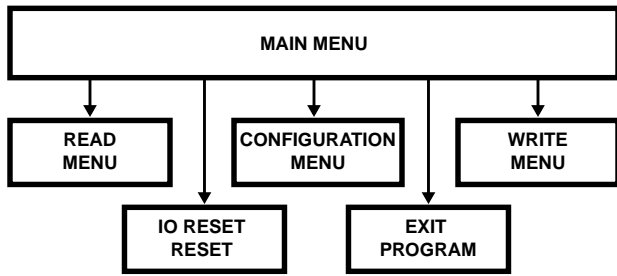 MAIN MENU
READ
MENU
CONFIGURATION
MENU
WRITE
MENU
IO RESET
RESET
EXIT
PROGRAM